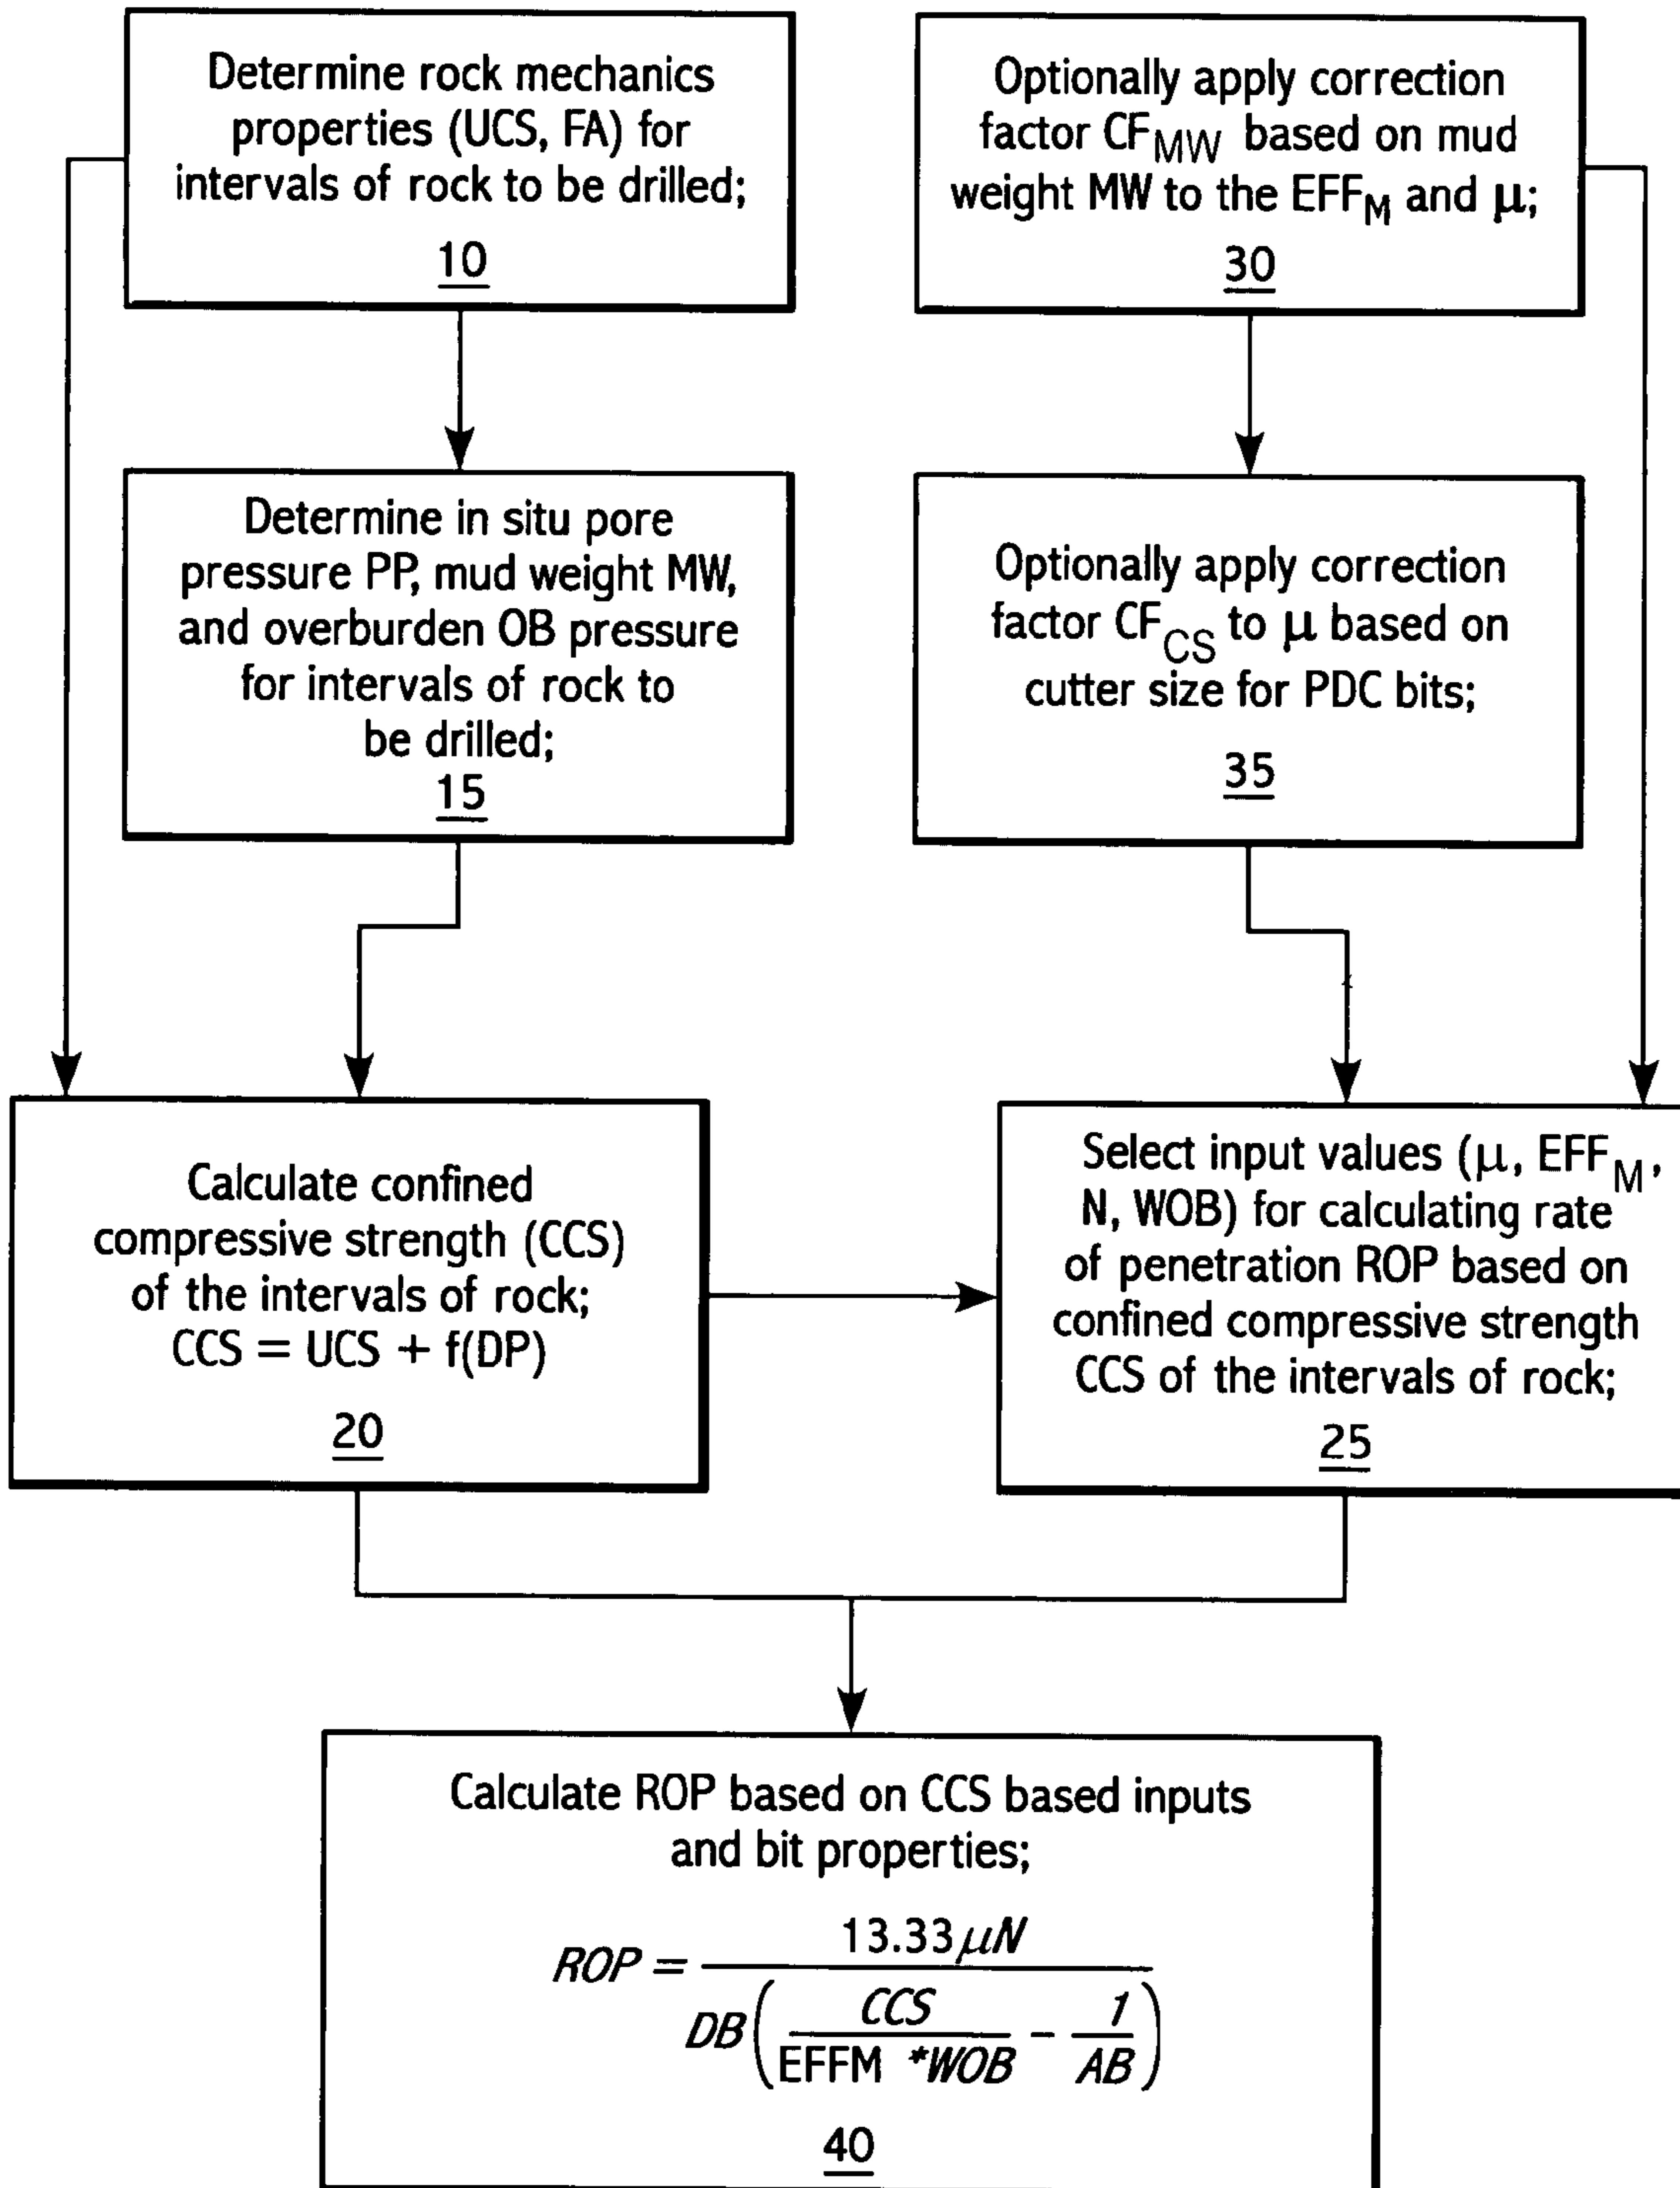 Determine rock mechanics
properties (UCS, FA) for
intervals of rock to be drilled;
10
Optionally apply correction
factor CF_MW based on mud
weight MW to the EFF_M and μ;
30
Determine in situ pore
pressure PP, mud weight MW,
and overburden OB pressure
for intervals of rock to
be drilled;
15
Optionally apply correction
factor CF_CS to μ based on
cutter size for PDC bits;
35
Calculate confined
compressive strength (CCS)
of the intervals of rock;
CCS = UCS + f(DP)
20
Select input values (μ, EFF_M,
N, WOB) for calculating rate
of penetration ROP based on
confined compressive strength
CCS of the intervals of rock;
25
Calculate ROP based on CCS based inputs
and bit properties;
ROP = 13.33 μN / DB ( CCS / EFFM *WOB - 1 / AB )
40